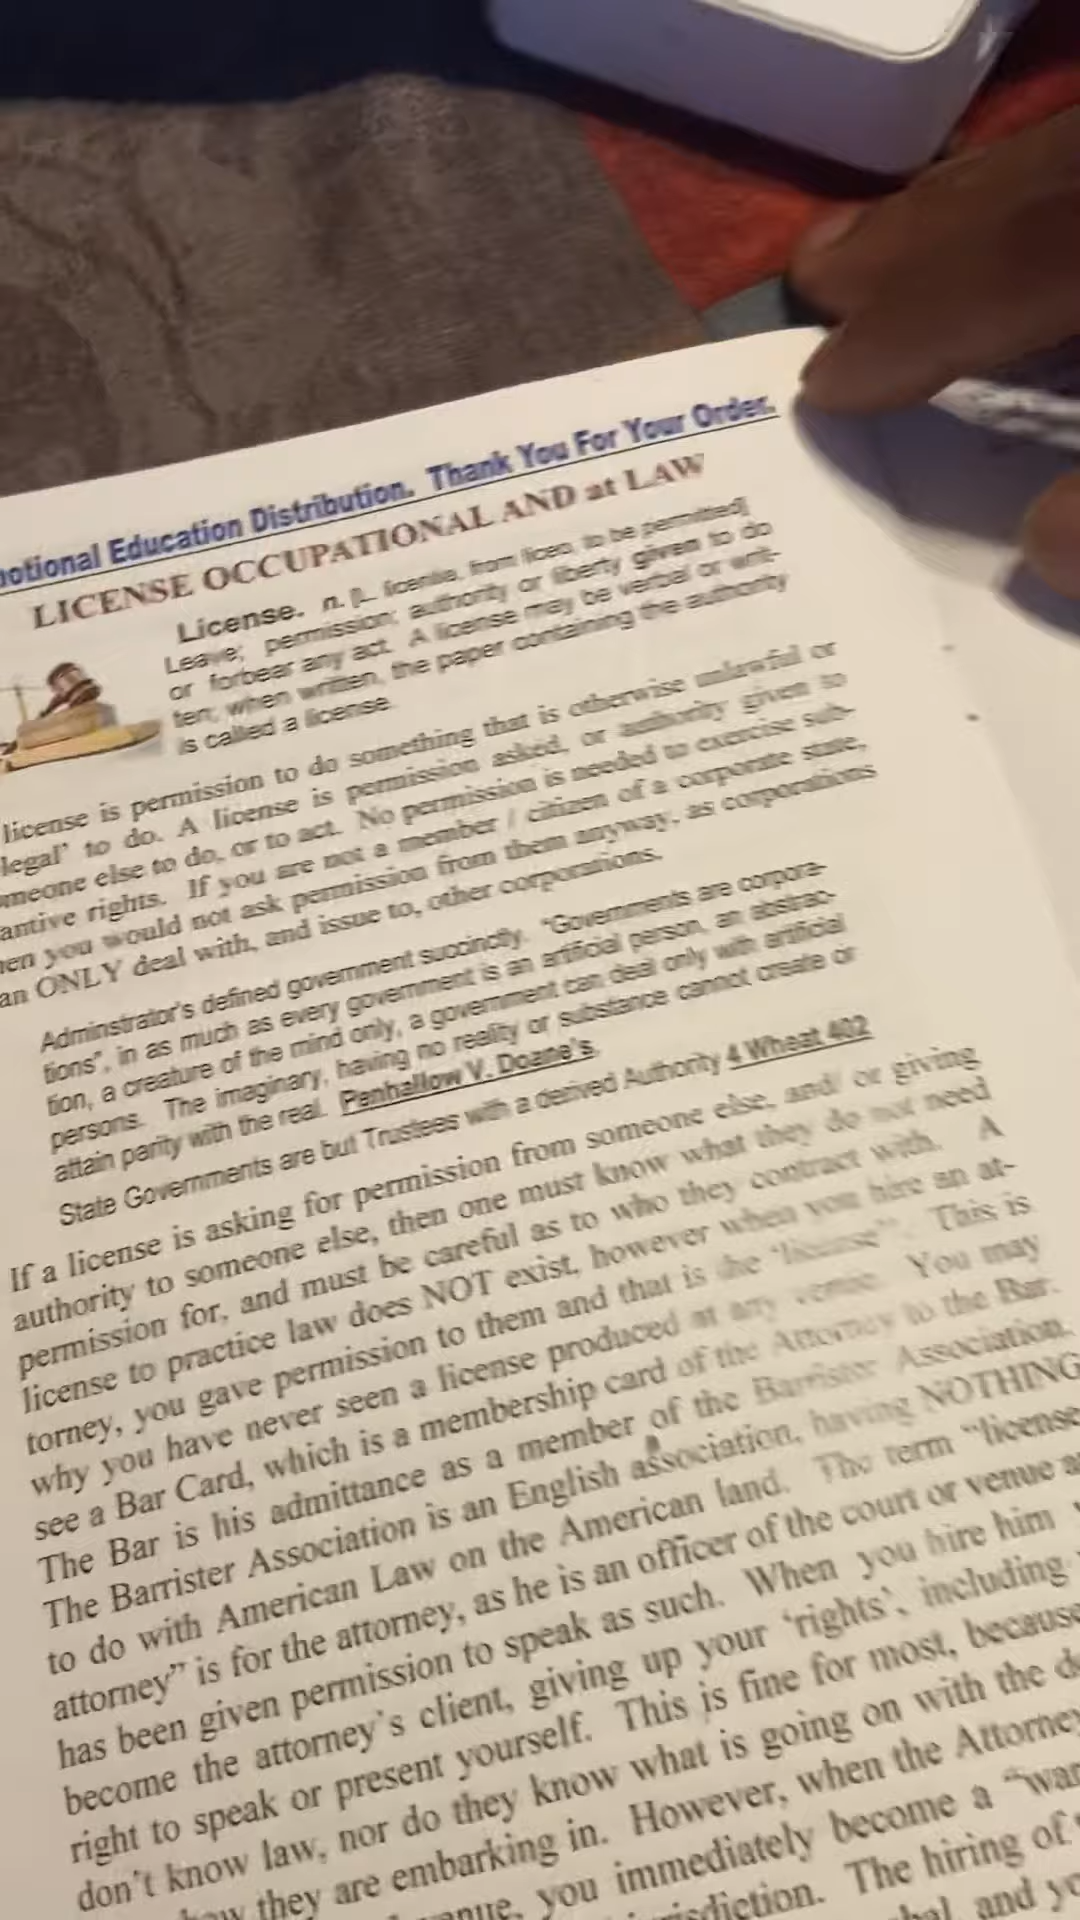 Educational Distribution. Thank You For Your Order.
LICENSE OCCUPATIONAL AND at LAW
License. n. [L. licentia, from liceo, to be permitted]
Leave; permission; authority or liberty given to do
or forbear any act. A license may be verbal or writ-
ten; when written, the paper containing the authority
is called a license.
license is permission to do something that is otherwise unlawful or
legal' to do. A license is permission asked, or authority given to
meone else to do, or to act. No permission is needed to exercise sub-
antive rights. If you are not a member / citizen of a corporate state,
hen you would not ask permission from them anyway, as corporations
an ONLY deal with, and issue to, other corporations.
Adminstrator's defined government succinctly. "Governments are corpora-
tions", in as much as every government is an artificial person, an abstrac-
tion, a creature of the mind only, a government can deal only with artificial
persons. The imaginary, having no reality or substance cannot create or
attain parity with the real. Penhallow V. Doane's.
State Governments are but Trustees with a derived Authority 4 Wheat 402
If a license is asking for permission from someone else, and/ or giving
authority to someone else, then one must know what they do not need
permission for, and must be careful as to who they contract with. A
license to practice law does NOT exist, however when you hire an at-
torney, you gave permission to them and that is the 'license'. This is
why you have never seen a license produced at any venue. You may
see a Bar Card, which is a membership card of the Attorney to the Bar.
The Bar is his admittance as a member of the Barrister Association.
The Barrister Association is an English association, having NOTHING
to do with American Law on the American land. The term "license
attorney" is for the attorney, as he is an officer of the court or venue a
has been given permission to speak as such. When you hire him
become the attorney's client, giving up your 'rights', including
right to speak or present yourself. This is fine for most, because
don't know law, nor do they know what is going on with the d
how they are embarking in. However, when the Attorney
venue, you immediately become a "war
jurisdiction. The hiring of
and yo